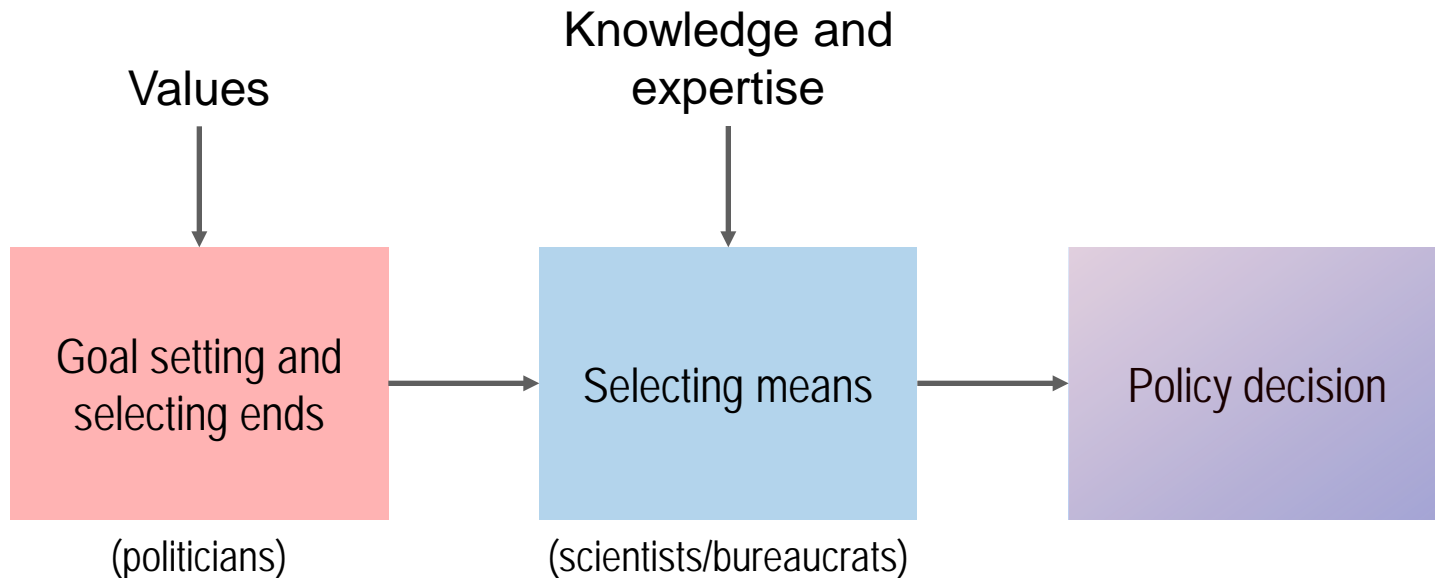 Values
Knowledge and
expertise
Goal setting and
selecting ends
Selecting means
Policy decision
(politicians)
(scientists/bureaucrats)